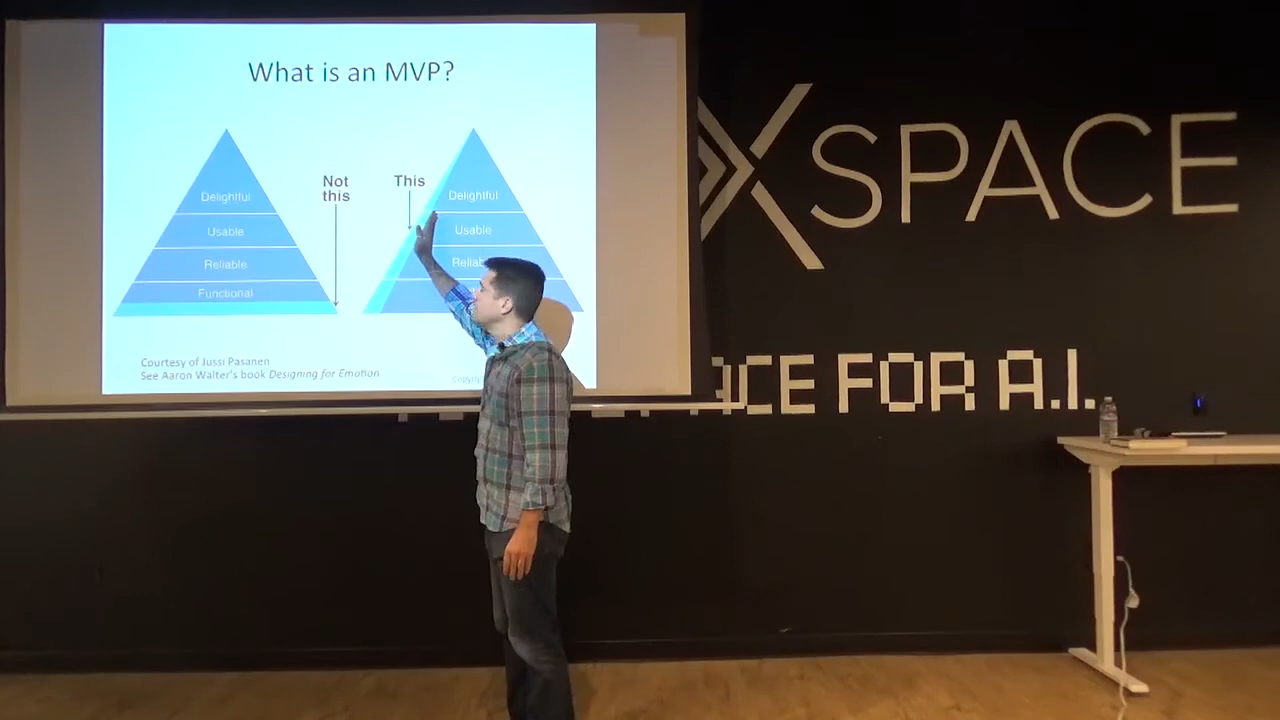 What is an MVP?
Delightful
Usable
Reliable
Functional
Not
this
This
Delightful
Usable
Courtesy of Jussi Pasanen
See Aaron Walter's book Designing for Emotion
XSPACE
FOR A.I.